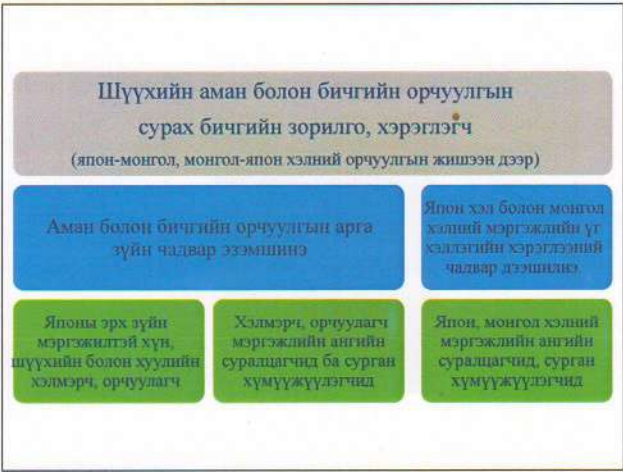 Шүүхийн аман болон бичгийн орчуулгын
сурах бичгийн зорилго, хэрэглэгч
(япон-монгол, монгол-япон хэлний орчуулгын жишээн дээр)
Аман болон бичгийн орчуулгын арга
зүйн чадвар эзэмшинэ
Япон хэл болон монгол
хэлний мэргэжлийн үг
хэллэгийн хэрэглээний
чадвар дээшилнэ
Японы эрх зүйн
мэргэжилтэй хүн,
шүүхийн болон хуулийн
хэлмэрч, орчуулагч
Хэлмэрч, орчуулагч
мэргэжлийн ангийн
суралцагчид ба сурган
хүмүүжүүлэгчид
Япон, монгол хэлний
мэргэжлийн ангийн
суралцагчид, сурган
хүмүүжүүлэгчид